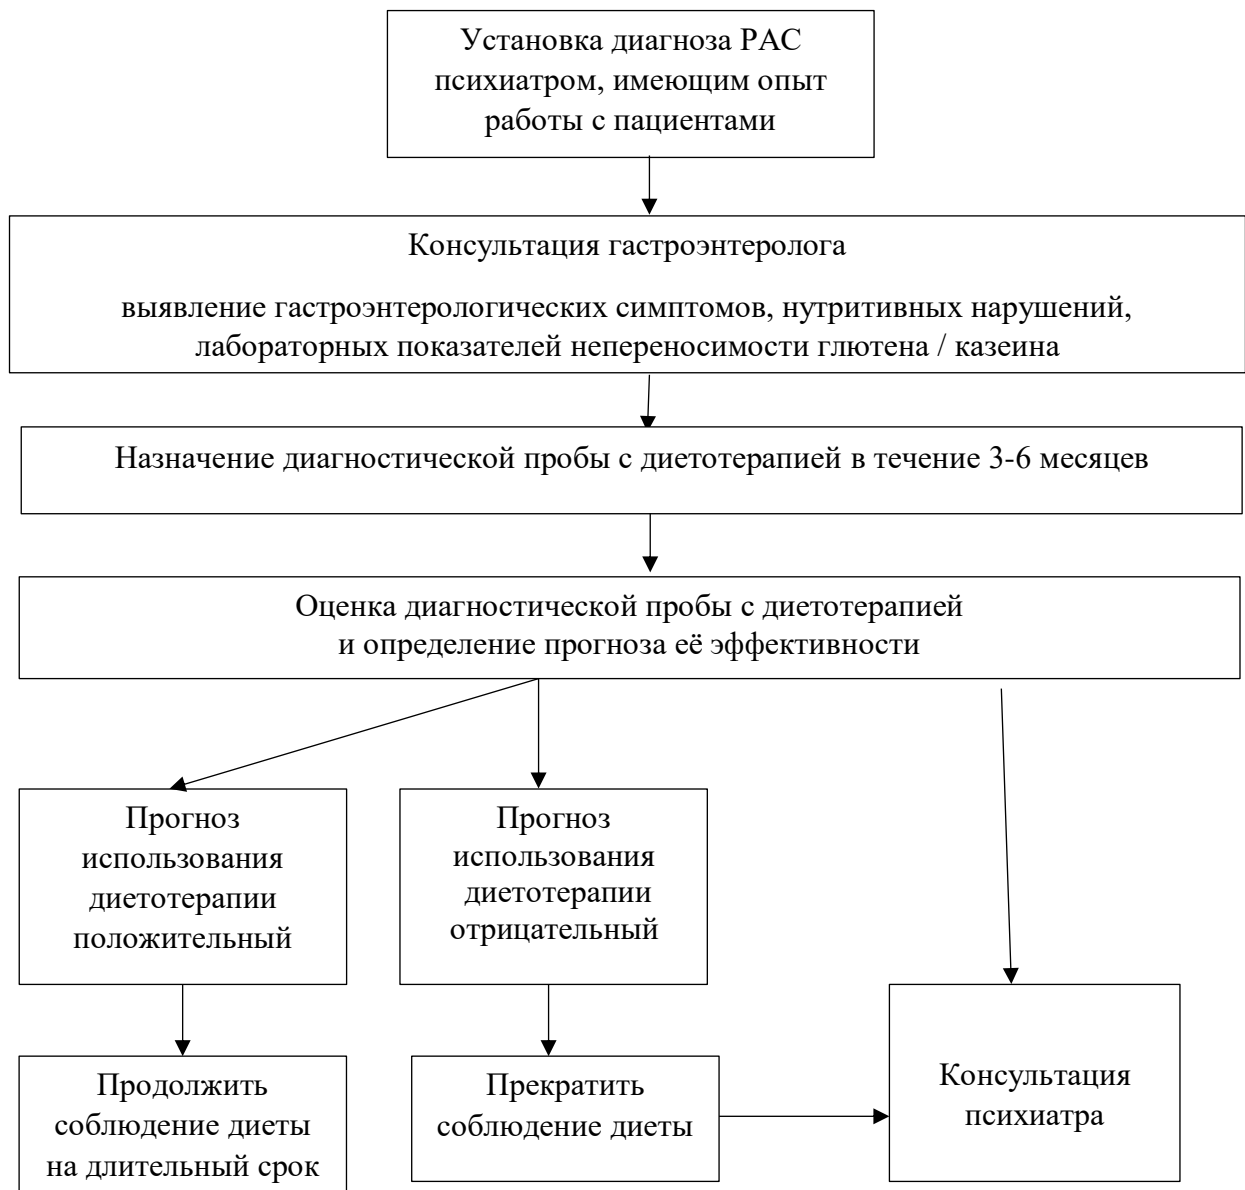 Установка диагноза РАС
психиатром, имеющим опыт
работы с пациентами
Консультация гастроэнтеролога
выявление гастроэнтерологических симптомов, нутритивных нарушений,
лабораторных показателей непереносимости глютена / казеина
Назначение диагностической пробы с диетотерапией в течение 3-6 месяцев
Оценка диагностической пробы с диетотерапией
и определение прогноза её эффективности
Прогноз
использования
диетотерапии
положительный
Прогноз
использования
диетотерапии
отрицательный
Продолжить
соблюдение диеты
на длительный срок
Прекратить
соблюдение диеты
Консультация
психиатра